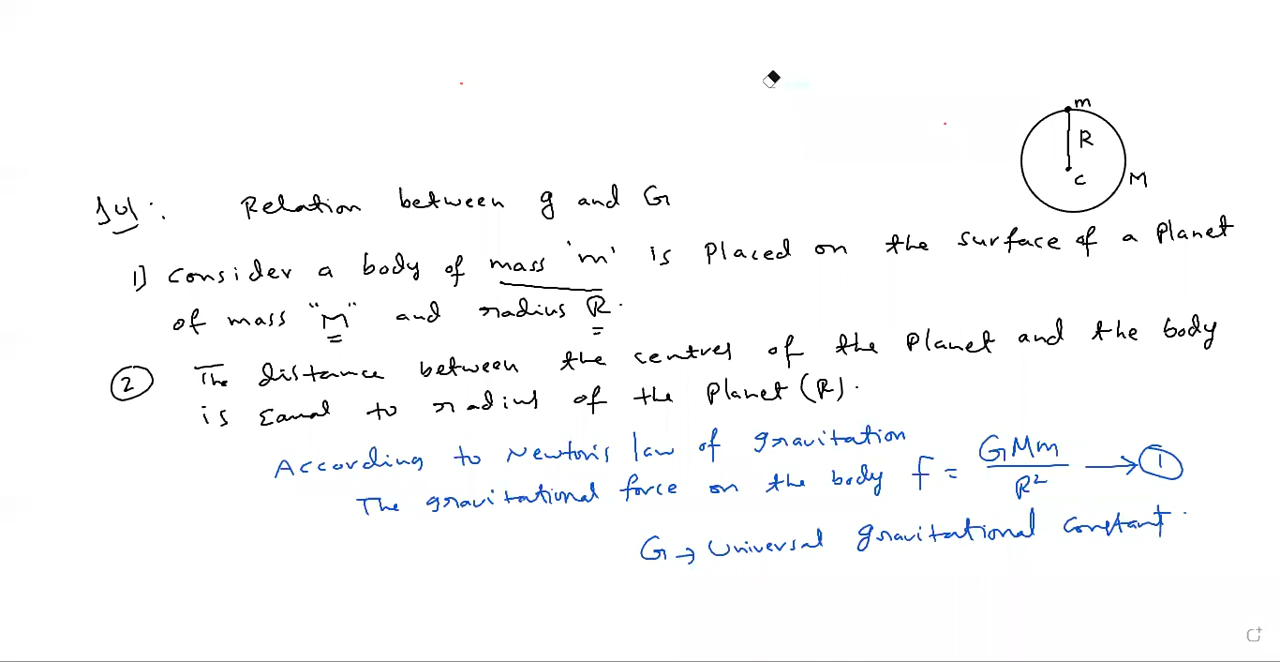 m
R
C
M
Sol:. Relation between g and G
1) Consider a body of mass 'm' is Placed on the surface of a Planet
of mass "M" and radius R.
② The distance between the centres of the Planet and the body
is Equal to radius of the Planet (R).
According to Newton's law of gravitation
The gravitational force on the body F = GMm/R² → ①
G → Universal gravitational constant.